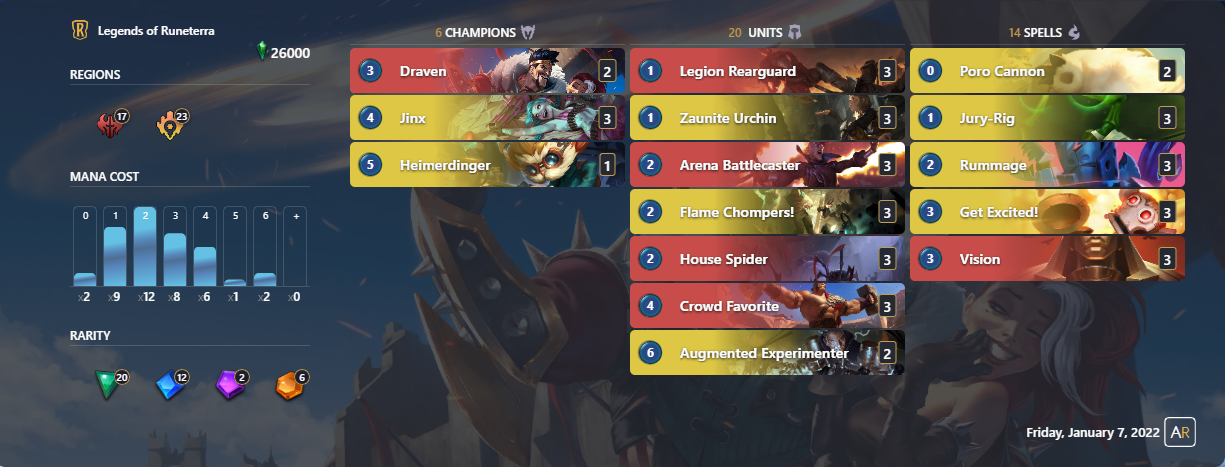 Legends of Runeterra
26000
REGIONS
17 23
MANA COST
0 1 2 3 4 5 6 +
x2 x9 x12 x8 x6 x1 x2 x0
RARITY
20 12 2 6
6 CHAMPIONS
3 Draven 2
4 Jinx 3
5 Heimerdinger 1
20 UNITS
1 Legion Rearguard 3
1 Zaunite Urchin 3
2 Arena Battlecaster 3
2 Flame Chompers! 3
2 House Spider 3
4 Crowd Favorite 3
6 Augmented Experimenter 2
14 SPELLS
0 Poro Cannon 2
1 Jury-Rig 3
2 Rummage 3
3 Get Excited! 3
3 Vision 3
Friday, January 7, 2022 AR